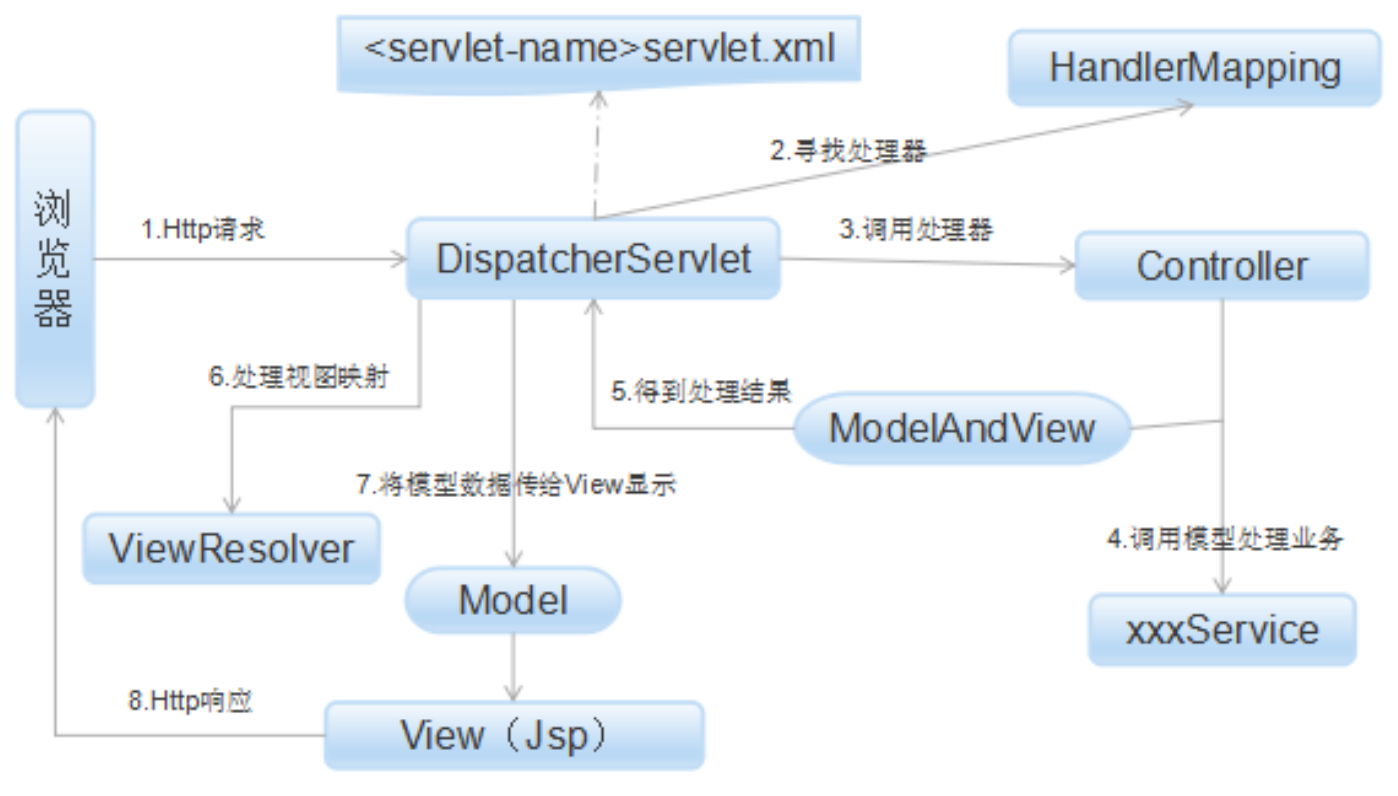 <servlet-name>servlet.xml
HandlerMapping
2.寻找处理器
浏览器
1.Http请求
DispatcherServlet
3.调用处理器
Controller
6.处理视图映射
5.得到处理结果
ModelAndView
7.将模型数据传给View显示
ViewResolver
4.调用模型处理业务
Model
xxxService
8.Http响应
View（Jsp）